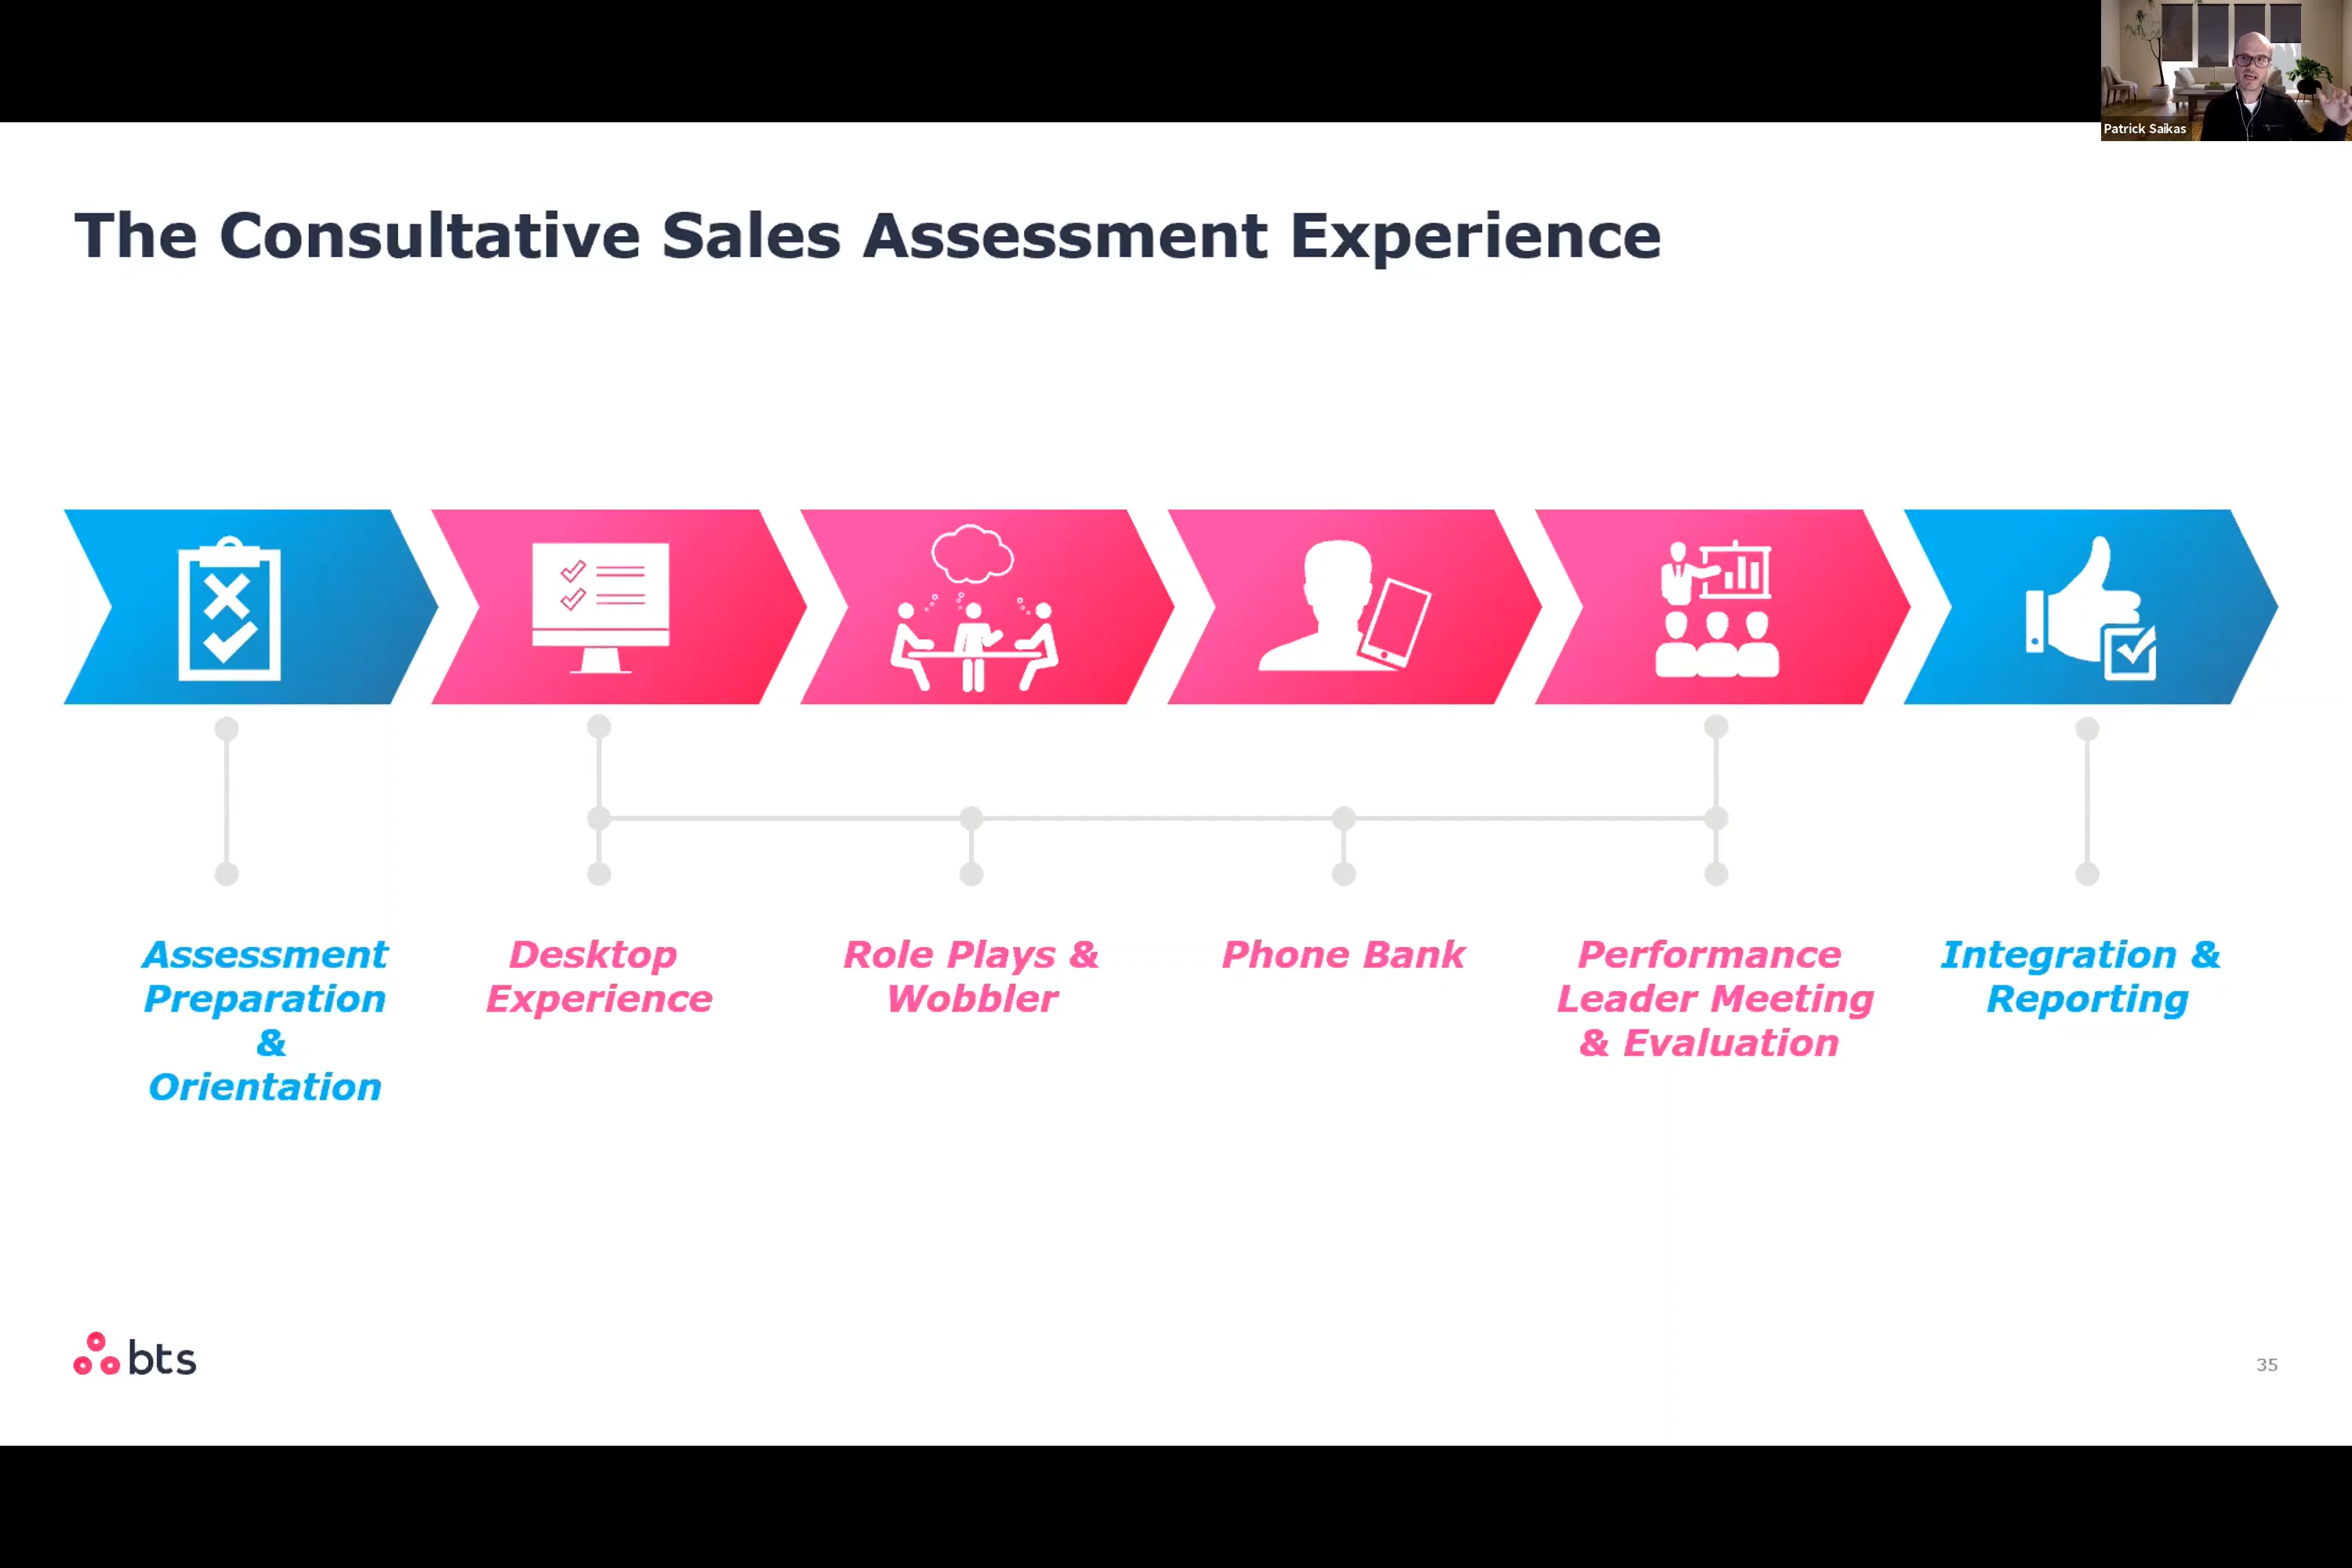 Patrick Saikas
The Consultative Sales Assessment Experience
Assessment
Preparation
&
Orientation
Desktop
Experience
Role Plays &
Wobbler
Phone Bank
Performance
Leader Meeting
& Evaluation
Integration &
Reporting
bts
35